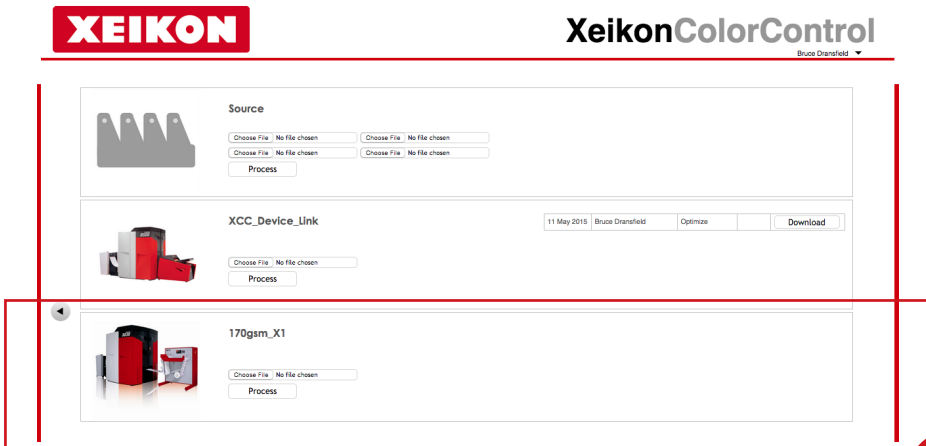 XEIKON
XeikonColorControl
Bruce Dransfield
Source
Choose File No file chosen Choose File No file chosen
Choose File No file chosen Choose File No file chosen
Process
XCC_Device_Link
11 May 2015 Bruce Dransfield Optimize Download
Choose File No file chosen
Process
170gsm_X1
Choose File No file chosen
Process